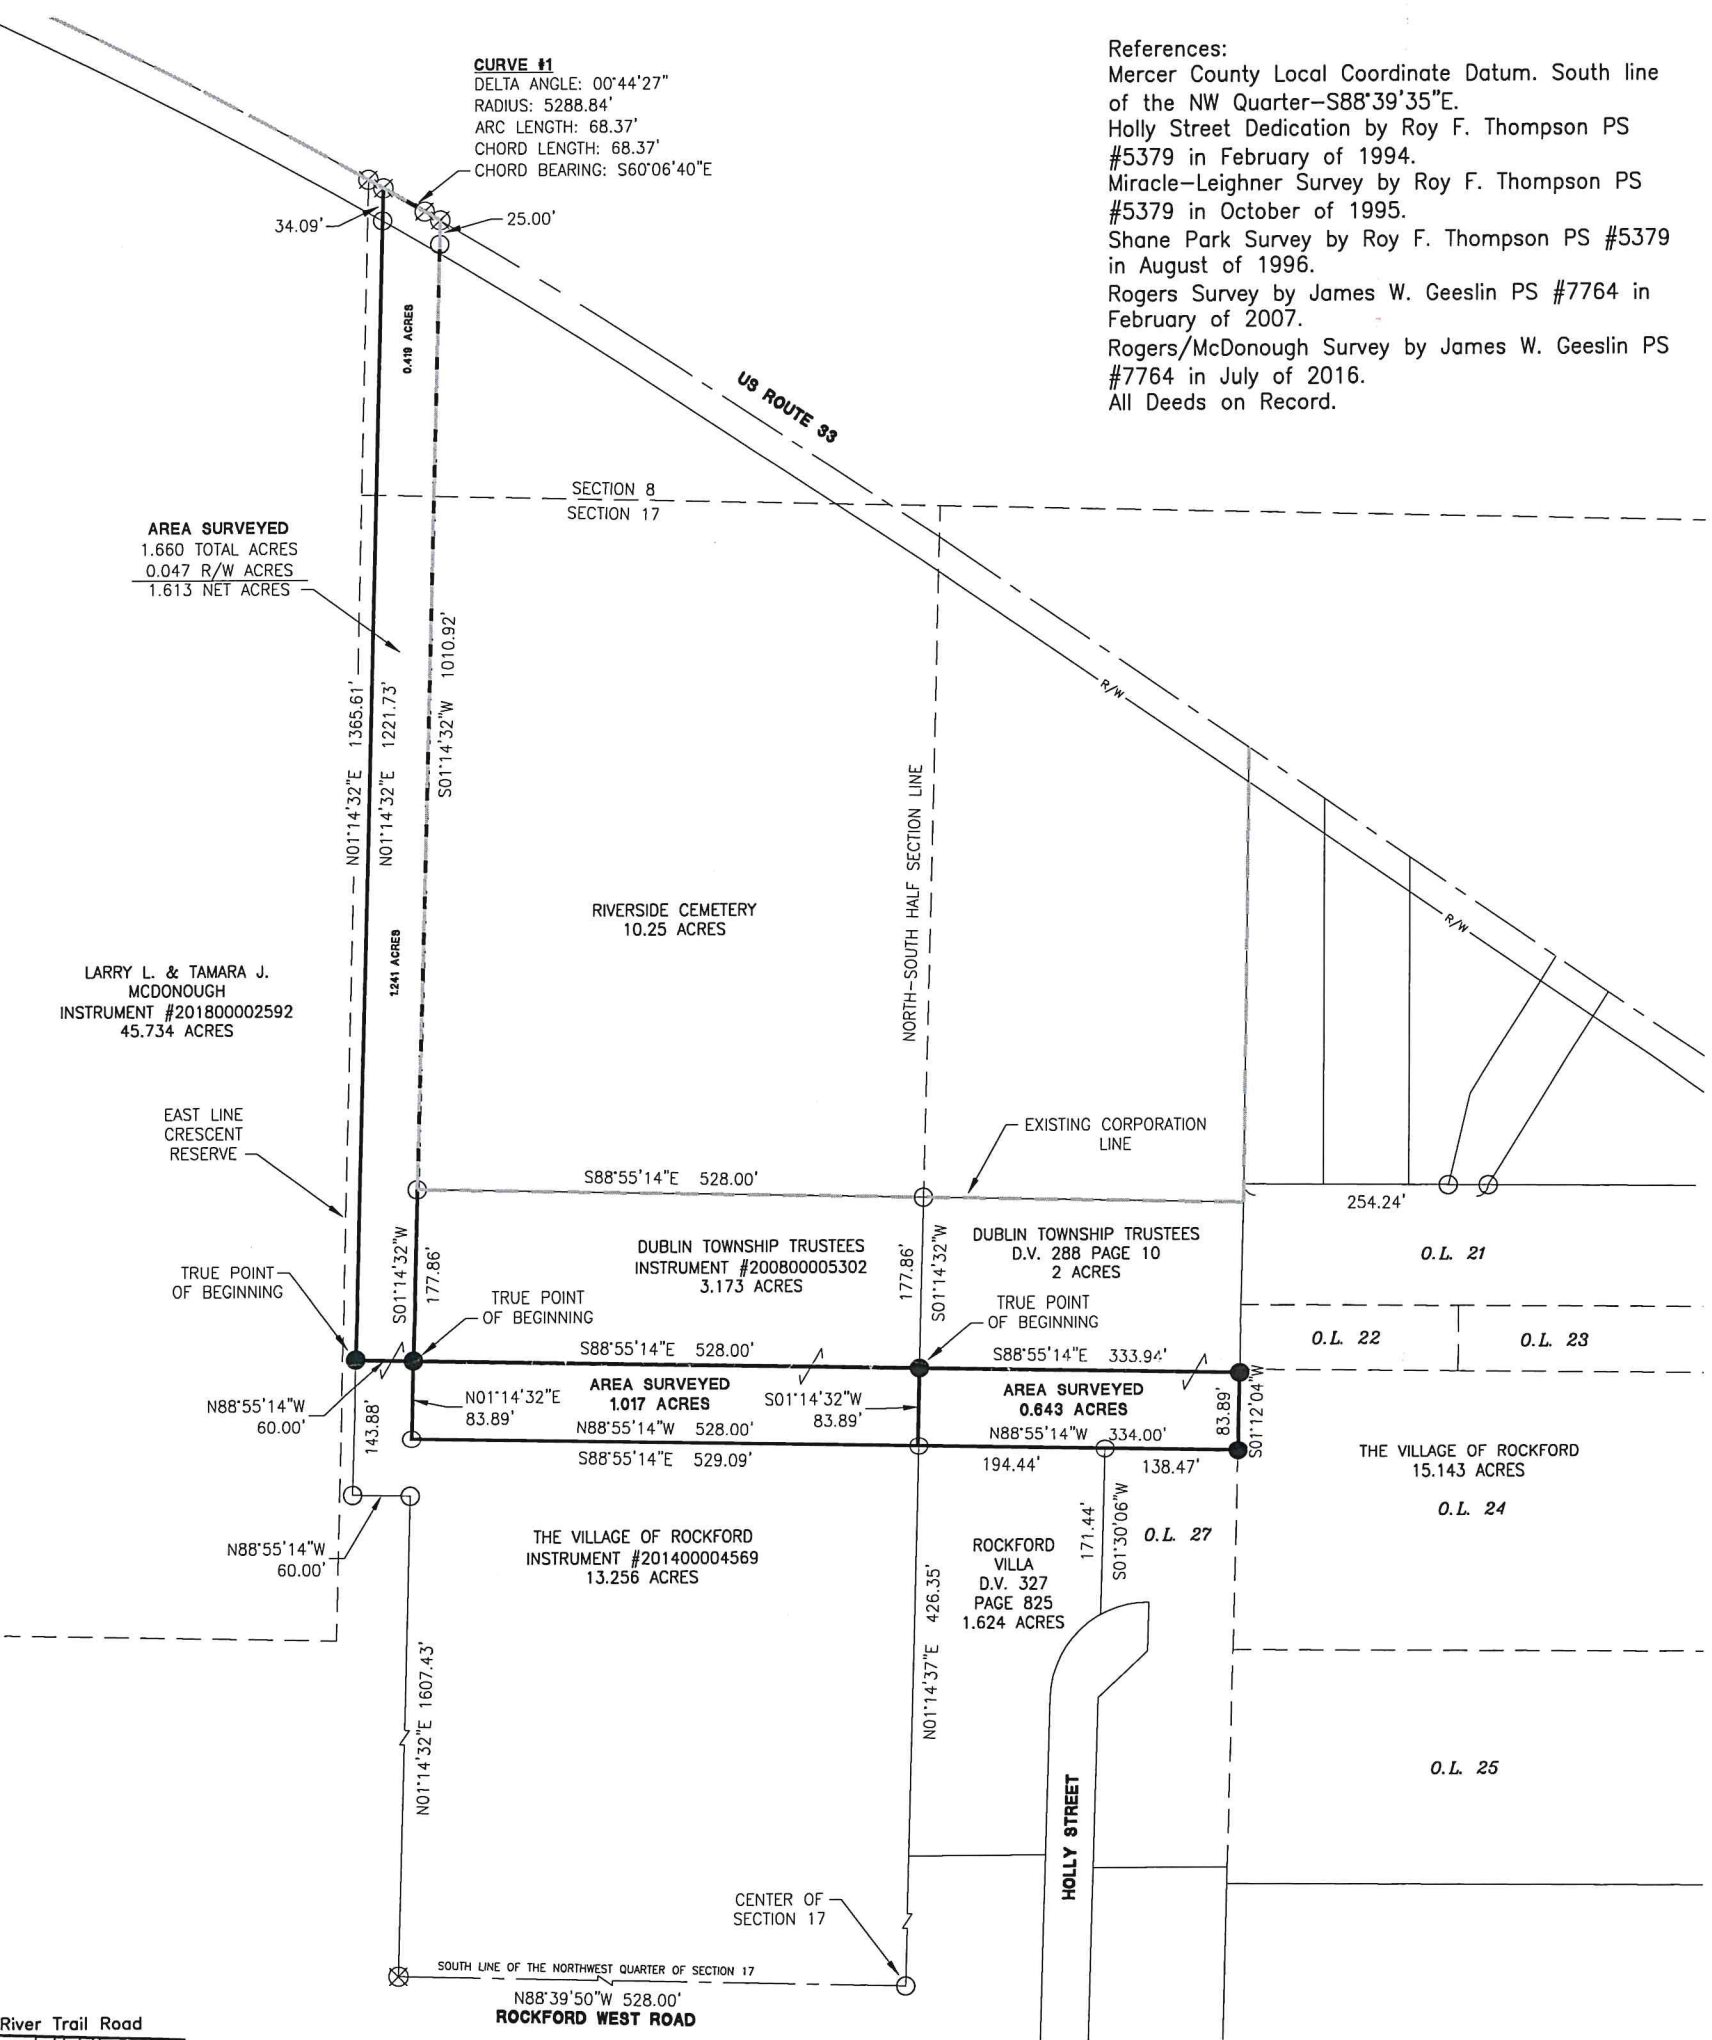 CURVE #1
DELTA ANGLE: 00°44'27"
RADIUS: 5288.84'
ARC LENGTH: 68.37'
CHORD LENGTH: 68.37'
CHORD BEARING: S60°06'40"E
References:
Mercer County Local Coordinate Datum. South line
of the NW Quarter–S88°39'35"E.
Holly Street Dedication by Roy F. Thompson PS
#5379 in February of 1994.
Miracle–Leighner Survey by Roy F. Thompson PS
#5379 in October of 1995.
Shane Park Survey by Roy F. Thompson PS #5379
in August of 1996.
Rogers Survey by James W. Geeslin PS #7764 in
February of 2007.
Rogers/McDonough Survey by James W. Geeslin PS
#7764 in July of 2016.
All Deeds on Record.
34.09'
25.00'
0.419 ACRES
US ROUTE 33
SECTION 8
SECTION 17
AREA SURVEYED
1.660 TOTAL ACRES
0.047 R/W ACRES
1.613 NET ACRES
N01°14'32"E 1365.61'
N01°14'32"E 1221.73'
S01°14'32"W 1010.92'
R/W
R/W
NORTH–SOUTH HALF SECTION LINE
RIVERSIDE CEMETERY
10.25 ACRES
1.241 ACRES
LARRY L. & TAMARA J.
MCDONOUGH
INSTRUMENT #201800002592
45.734 ACRES
EAST LINE
CRESCENT
RESERVE
EXISTING CORPORATION
LINE
S88°55'14"E 528.00'
254.24'
S01°14'32"W
177.86'
DUBLIN TOWNSHIP TRUSTEES
INSTRUMENT #200800005302
3.173 ACRES
177.86'
S01°14'32"W
DUBLIN TOWNSHIP TRUSTEES
D.V. 288 PAGE 10
2 ACRES
O.L. 21
TRUE POINT
OF BEGINNING
TRUE POINT
OF BEGINNING
TRUE POINT
OF BEGINNING
O.L. 22
O.L. 23
S88°55'14"E 528.00'
S88°55'14"E 333.94'
N88°55'14"W
60.00'
143.88'
N01°14'32"E
83.89'
AREA SURVEYED
1.017 ACRES
S01°14'32"W
83.89'
AREA SURVEYED
0.643 ACRES
83.89'
S01°12'04"W
N88°55'14"W 528.00'
N88°55'14"W 334.00'
S88°55'14"E 529.09'
194.44'
138.47'
THE VILLAGE OF ROCKFORD
15.143 ACRES
O.L. 24
N88°55'14"W
60.00'
THE VILLAGE OF ROCKFORD
INSTRUMENT #201400004569
13.256 ACRES
171.44'
S01°30'06"W
O.L. 27
ROCKFORD
VILLA
D.V. 327
PAGE 825
1.624 ACRES
N01°14'37"E 426.35'
N01°14'32"E 1607.43'
O.L. 25
HOLLY STREET
CENTER OF
SECTION 17
SOUTH LINE OF THE NORTHWEST QUARTER OF SECTION 17
N88°39'50"W 528.00'
ROCKFORD WEST ROAD
River Trail Road